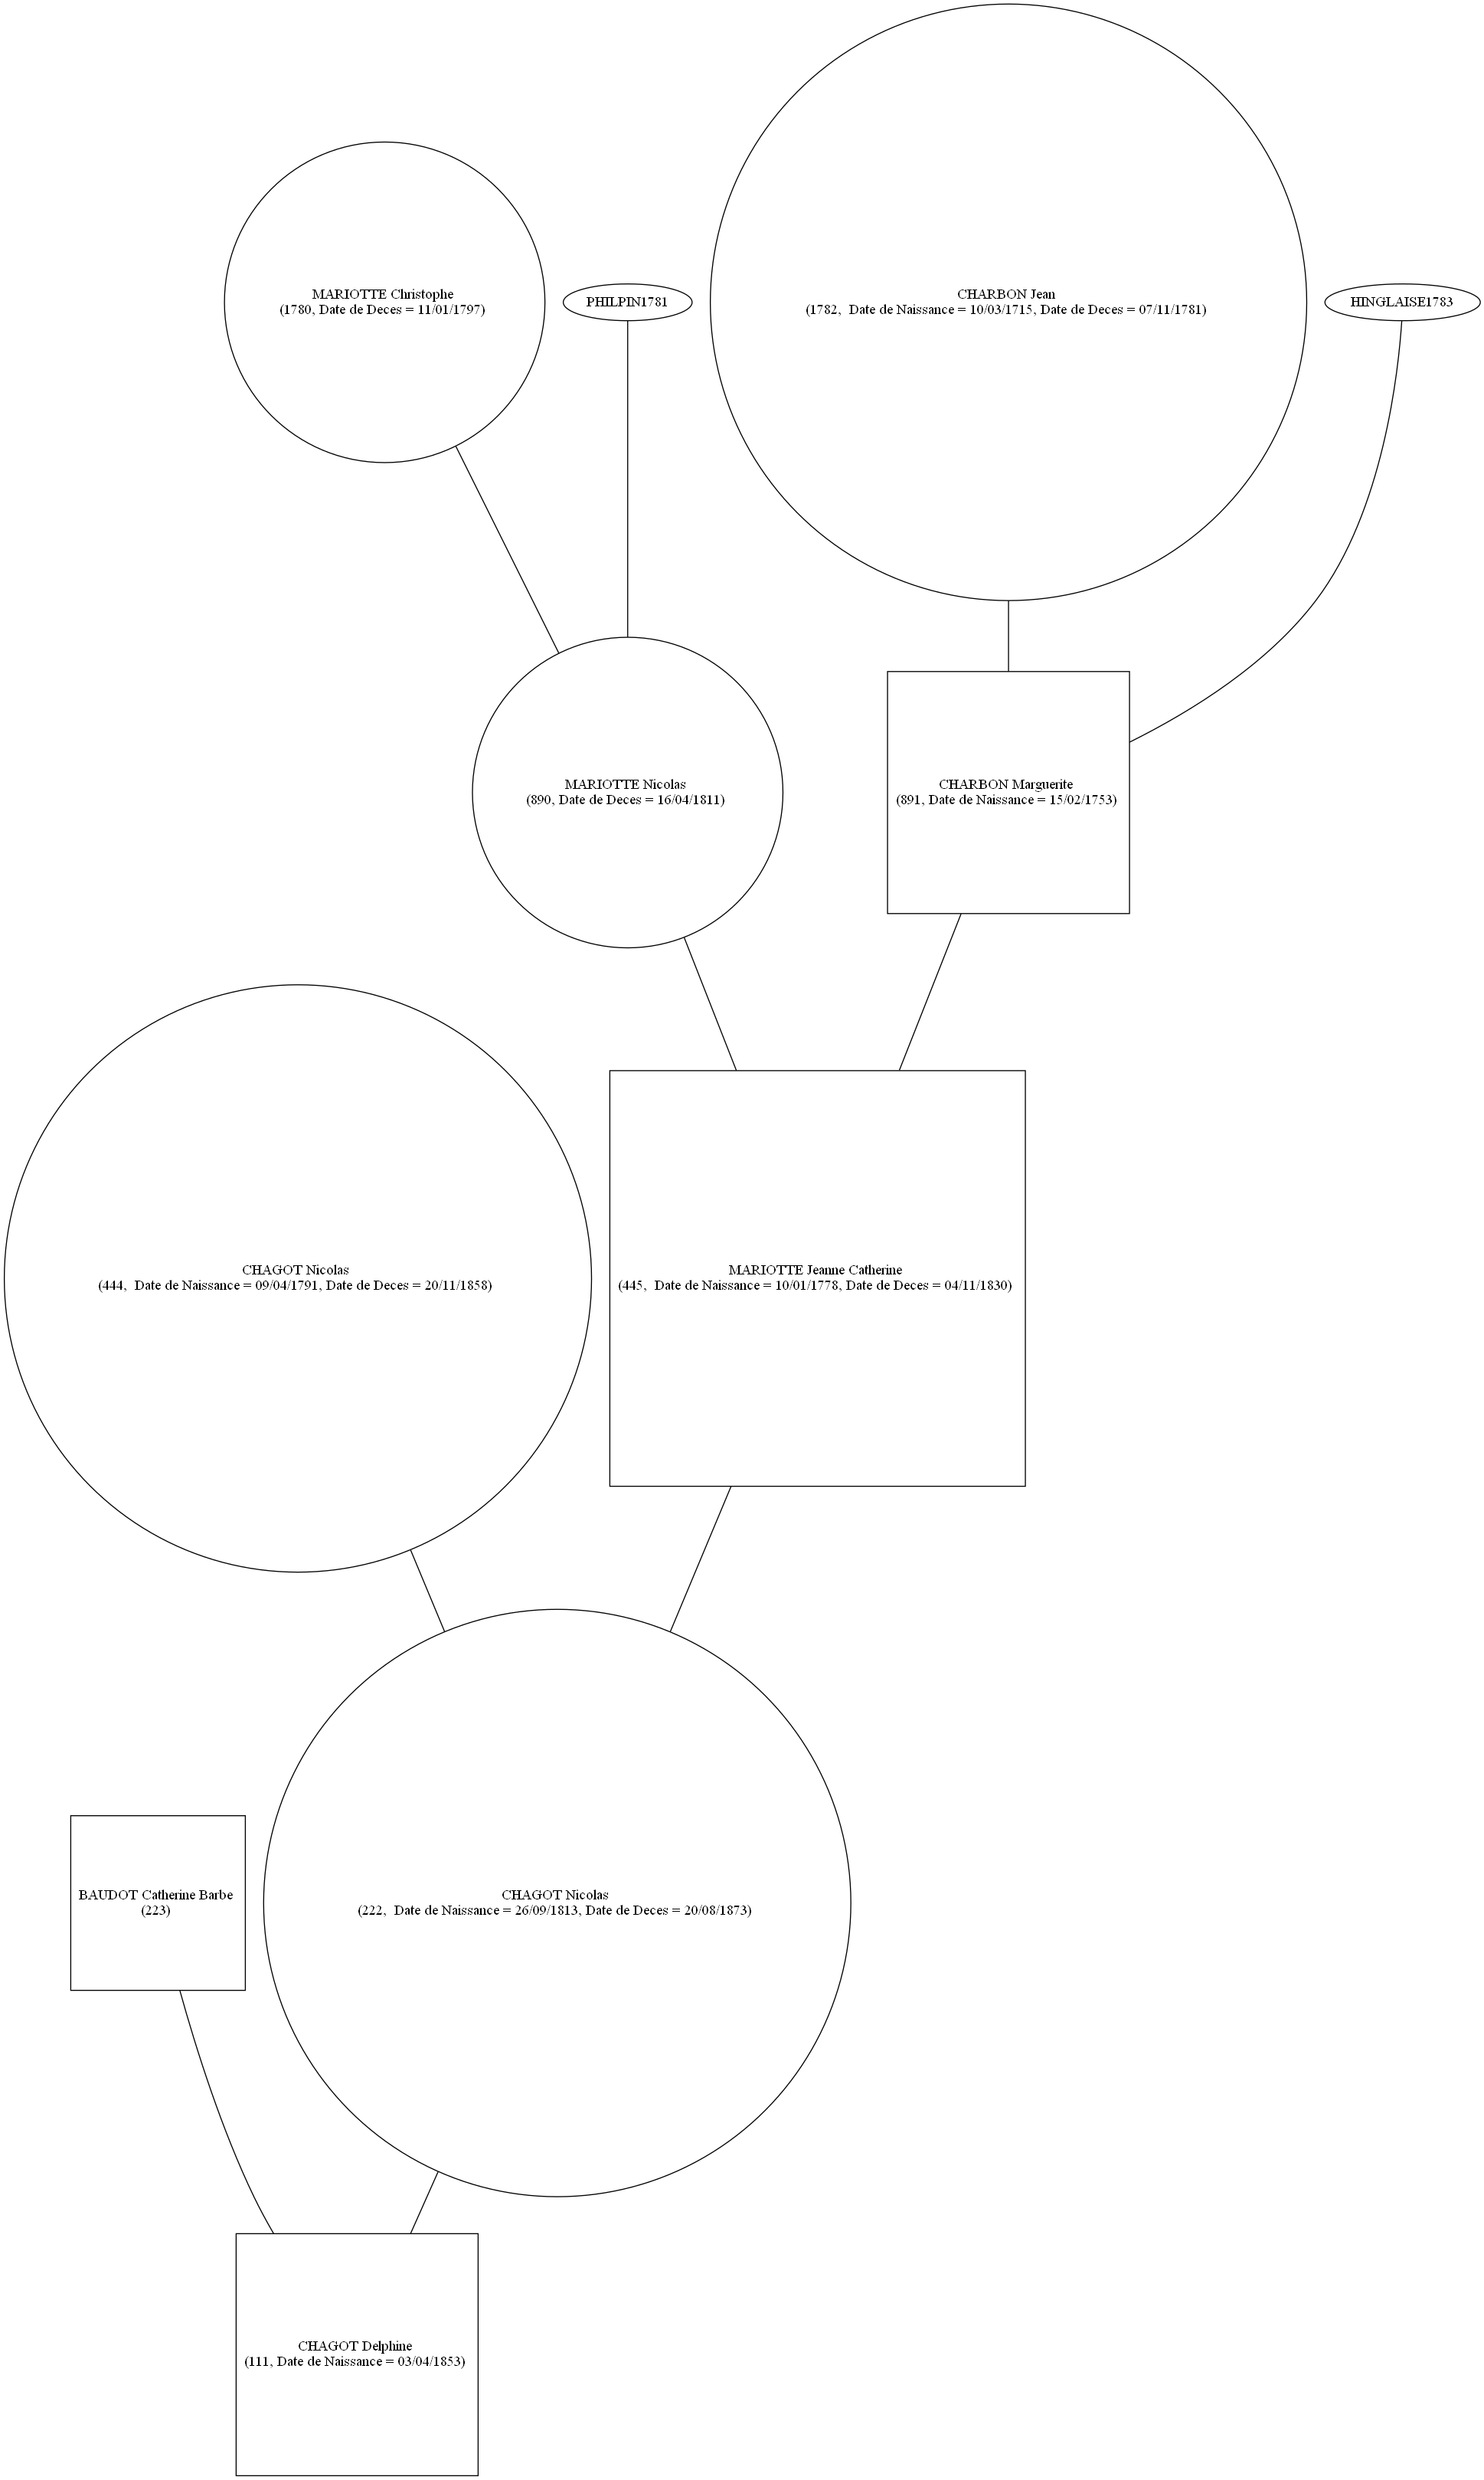 MARIOTTE Christophe
(1780, Date de Deces = 11/01/1797)
PHILPIN1781
CHARBON Jean
(1782,  Date de Naissance = 10/03/1715, Date de Deces = 07/11/1781)
HINGLAISE1783
MARIOTTE Nicolas
(890, Date de Deces = 16/04/1811)
CHARBON Marguerite
(891, Date de Naissance = 15/02/1753)
CHAGOT Nicolas
(444,  Date de Naissance = 09/04/1791, Date de Deces = 20/11/1858)
MARIOTTE Jeanne Catherine
(445,  Date de Naissance = 10/01/1778, Date de Deces = 04/11/1830)
BAUDOT Catherine Barbe
(223)
CHAGOT Nicolas
(222,  Date de Naissance = 26/09/1813, Date de Deces = 20/08/1873)
CHAGOT Delphine
(111, Date de Naissance = 03/04/1853)